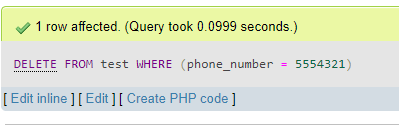 1 row affected. (Query took 0.0999 seconds.)
DELETE FROM test WHERE (phone_number = 5554321)
[ Edit inline ] [ Edit ] [ Create PHP code ]